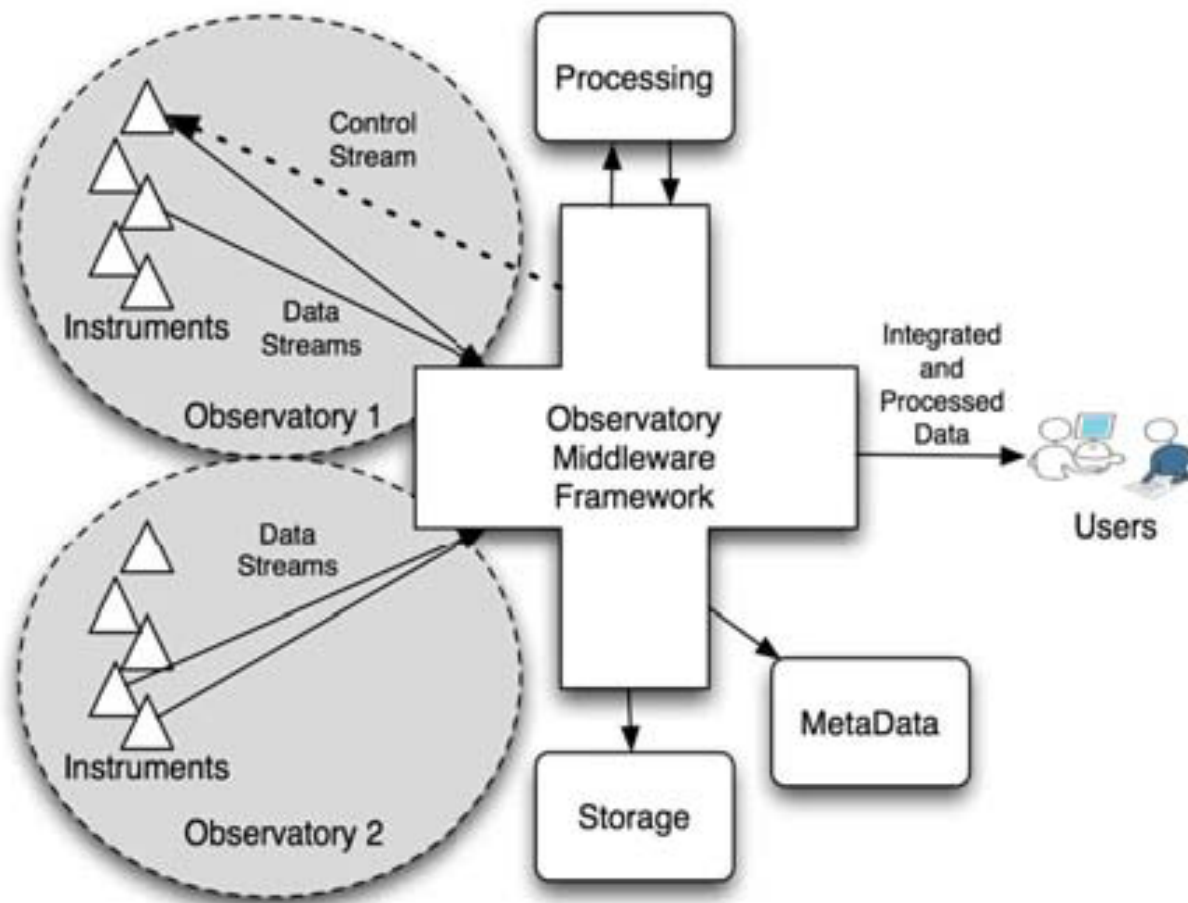 Processing
Control
Stream
Instruments
Data
Streams
Observatory 1
Observatory
Middleware
Framework
Integrated
and
Processed
Data
Users
Data
Streams
Instruments
Observatory 2
MetaData
Storage